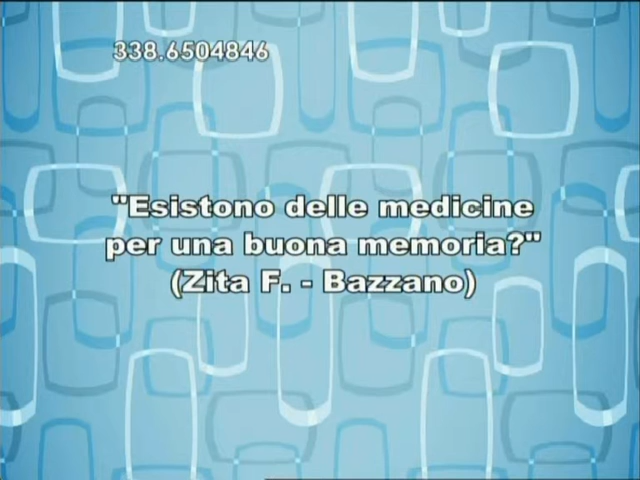 338.6504846
"Esistono delle medicine
per una buona memoria?"
(Zita F. - Bazzano)